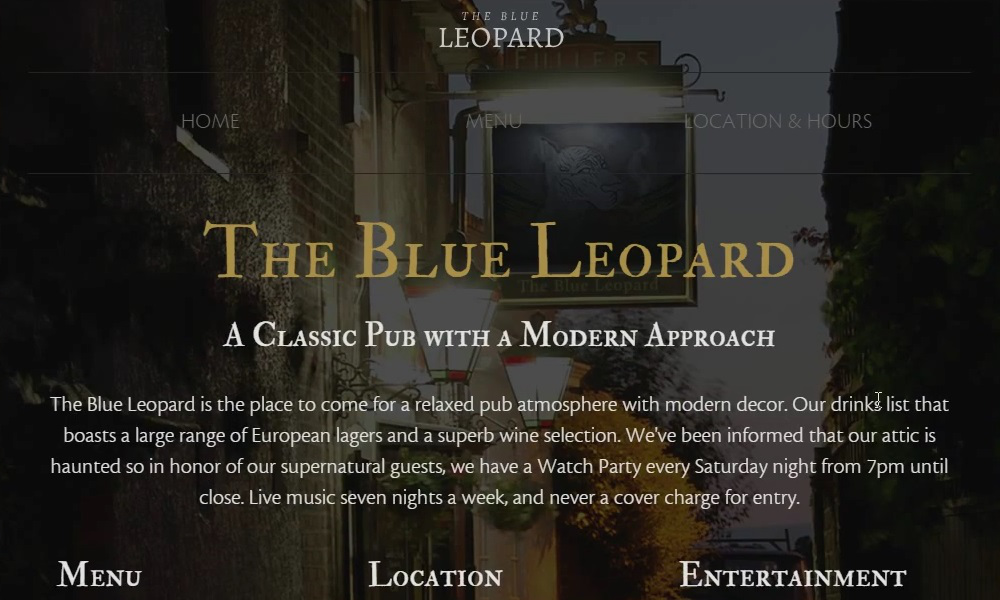 THE BLUE
LEOPARD
FULLERS
HOME
MENU
LOCATION & HOURS
The Blue Leopard
The Blue Leopard
A Classic Pub with a Modern Approach
The Blue Leopard is the place to come for a relaxed pub atmosphere with modern decor. Our drinks list that
boasts a large range of European lagers and a superb wine selection. We've been informed that our attic is
haunted so in honor of our supernatural guests, we have a Watch Party every Saturday night from 7pm until
close. Live music seven nights a week, and never a cover charge for entry.
Menu
Location
Entertainment